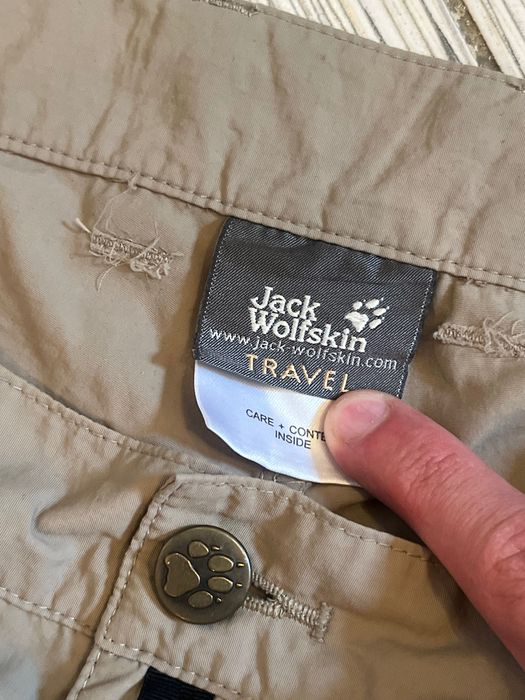 Jack
Wolfskin
www.jack-wolfskin.com
TRAVEL
CARE + CONTE
INSIDE